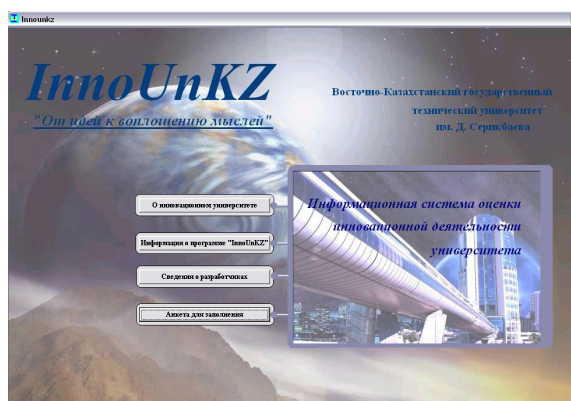 Innounkz
InnoUnKZ
"От идей к воплощению мыслей"
Восточно-Казахстанский государственный
технический университет
им. Д. Серикбаева
О инновационном университете
Информация о программе "InnoUnKZ"
Сведения о разработчиках
Анкета для заполнения
Информационная система оценки
инновационной деятельности
университета